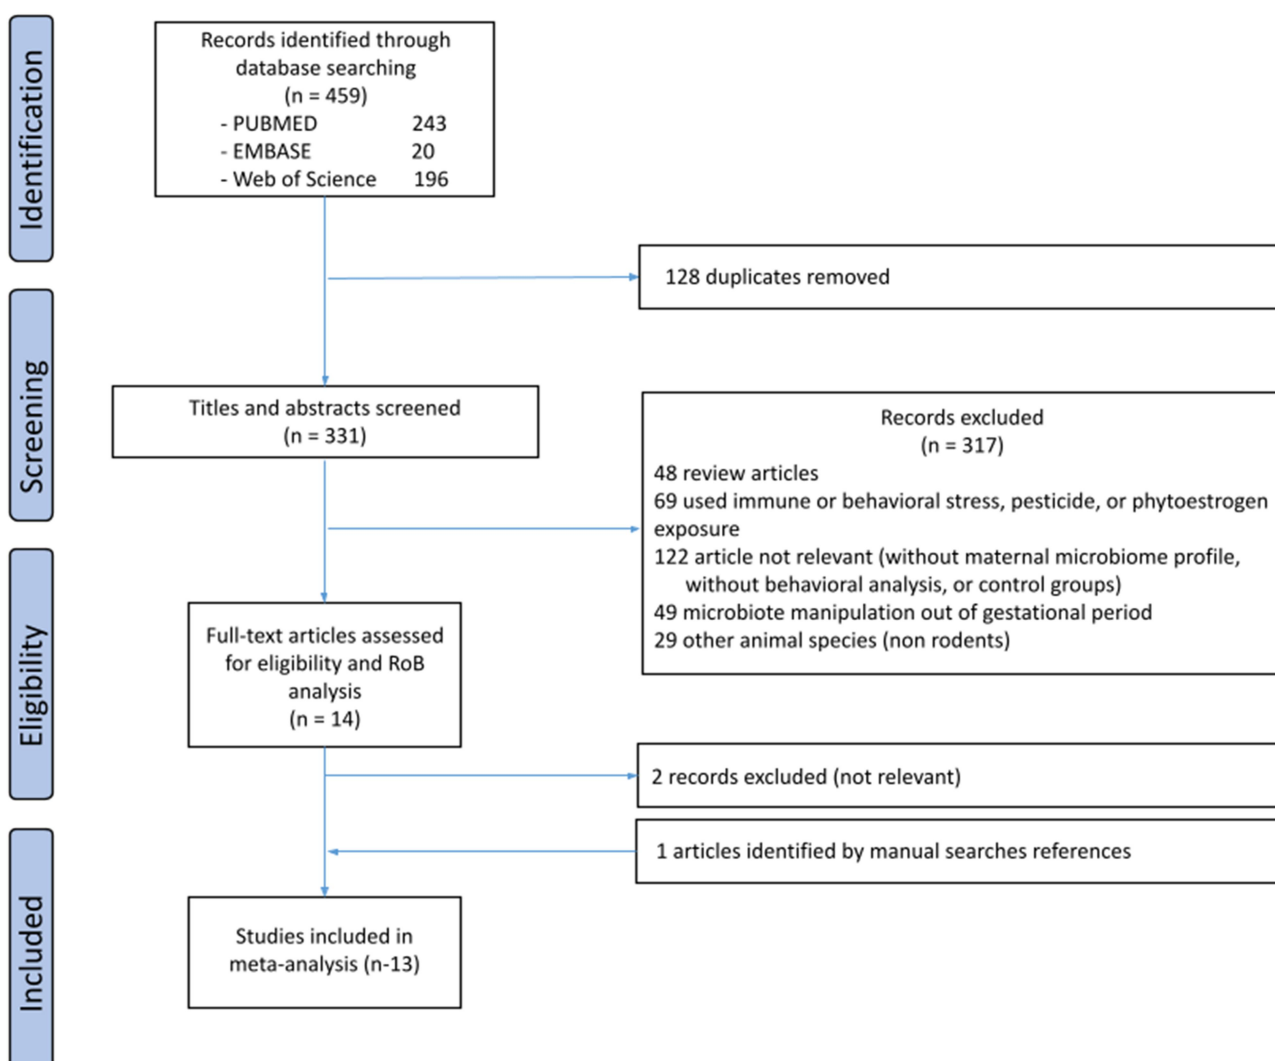 Identification
Records identified through
database searching
(n = 459)
- PUBMED 243
- EMBASE 20
- Web of Science 196
128 duplicates removed
Screening
Titles and abstracts screened
(n = 331)
Records excluded
(n = 317)
48 review articles
69 used immune or behavioral stress, pesticide, or phytoestrogen
exposure
122 article not relevant (without maternal microbiome profile,
without behavioral analysis, or control groups)
49 microbiote manipulation out of gestational period
29 other animal species (non rodents)
Eligibility
Full-text articles assessed
for eligibility and RoB
analysis
(n = 14)
2 records excluded (not relevant)
1 articles identified by manual searches references
Included
Studies included in
meta-analysis (n-13)